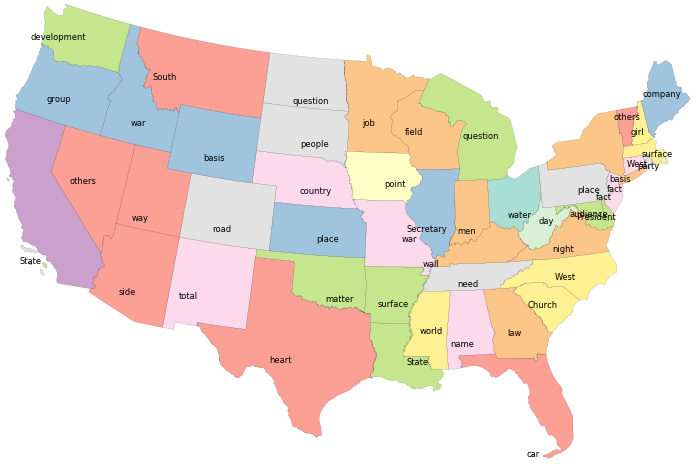 development
South
group
war
question
basis
people
job
field
question
company
others
girl
surface
West
party
others
way
road
country
point
place
basis
fact
fact
audience
President
place
Secretary
war
men
water
day
night
State
side
total
matter
surface
wall
need
West
Church
world
name
law
heart
State
car